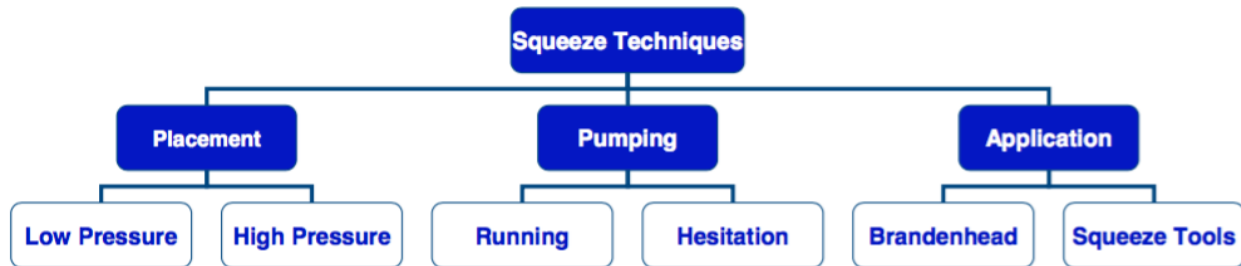 Squeeze Techniques
Placement
Pumping
Application
Low Pressure
High Pressure
Running
Hesitation
Brandenhead
Squeeze Tools